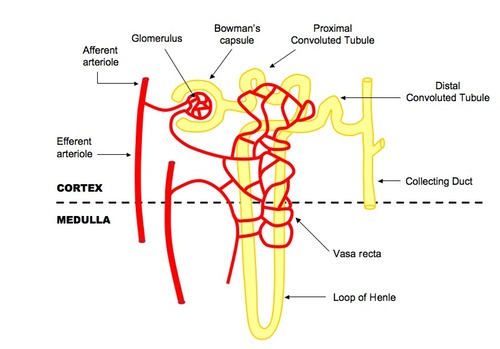 Bowman's
capsule
Proximal
Convoluted Tubule
Glomerulus
Afferent
arteriole
Distal
Convoluted Tubule
Efferent
arteriole
Collecting Duct
CORTEX
MEDULLA
Vasa recta
Loop of Henle